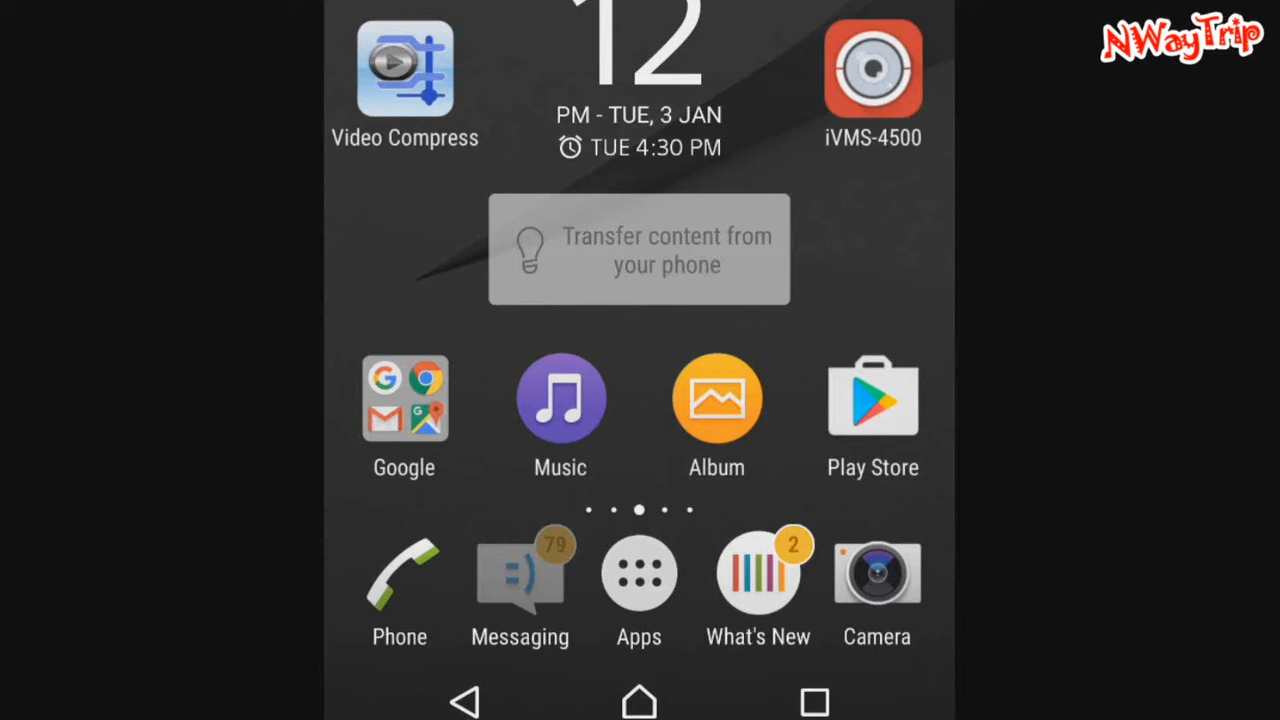 NWayTrip
12
PM - TUE, 3 JAN
TUE 4:30 PM
Video Compress
iVMS-4500
Transfer content from
your phone
Google
Music
Album
Play Store
79
2
Phone
Messaging
Apps
What's New
Camera